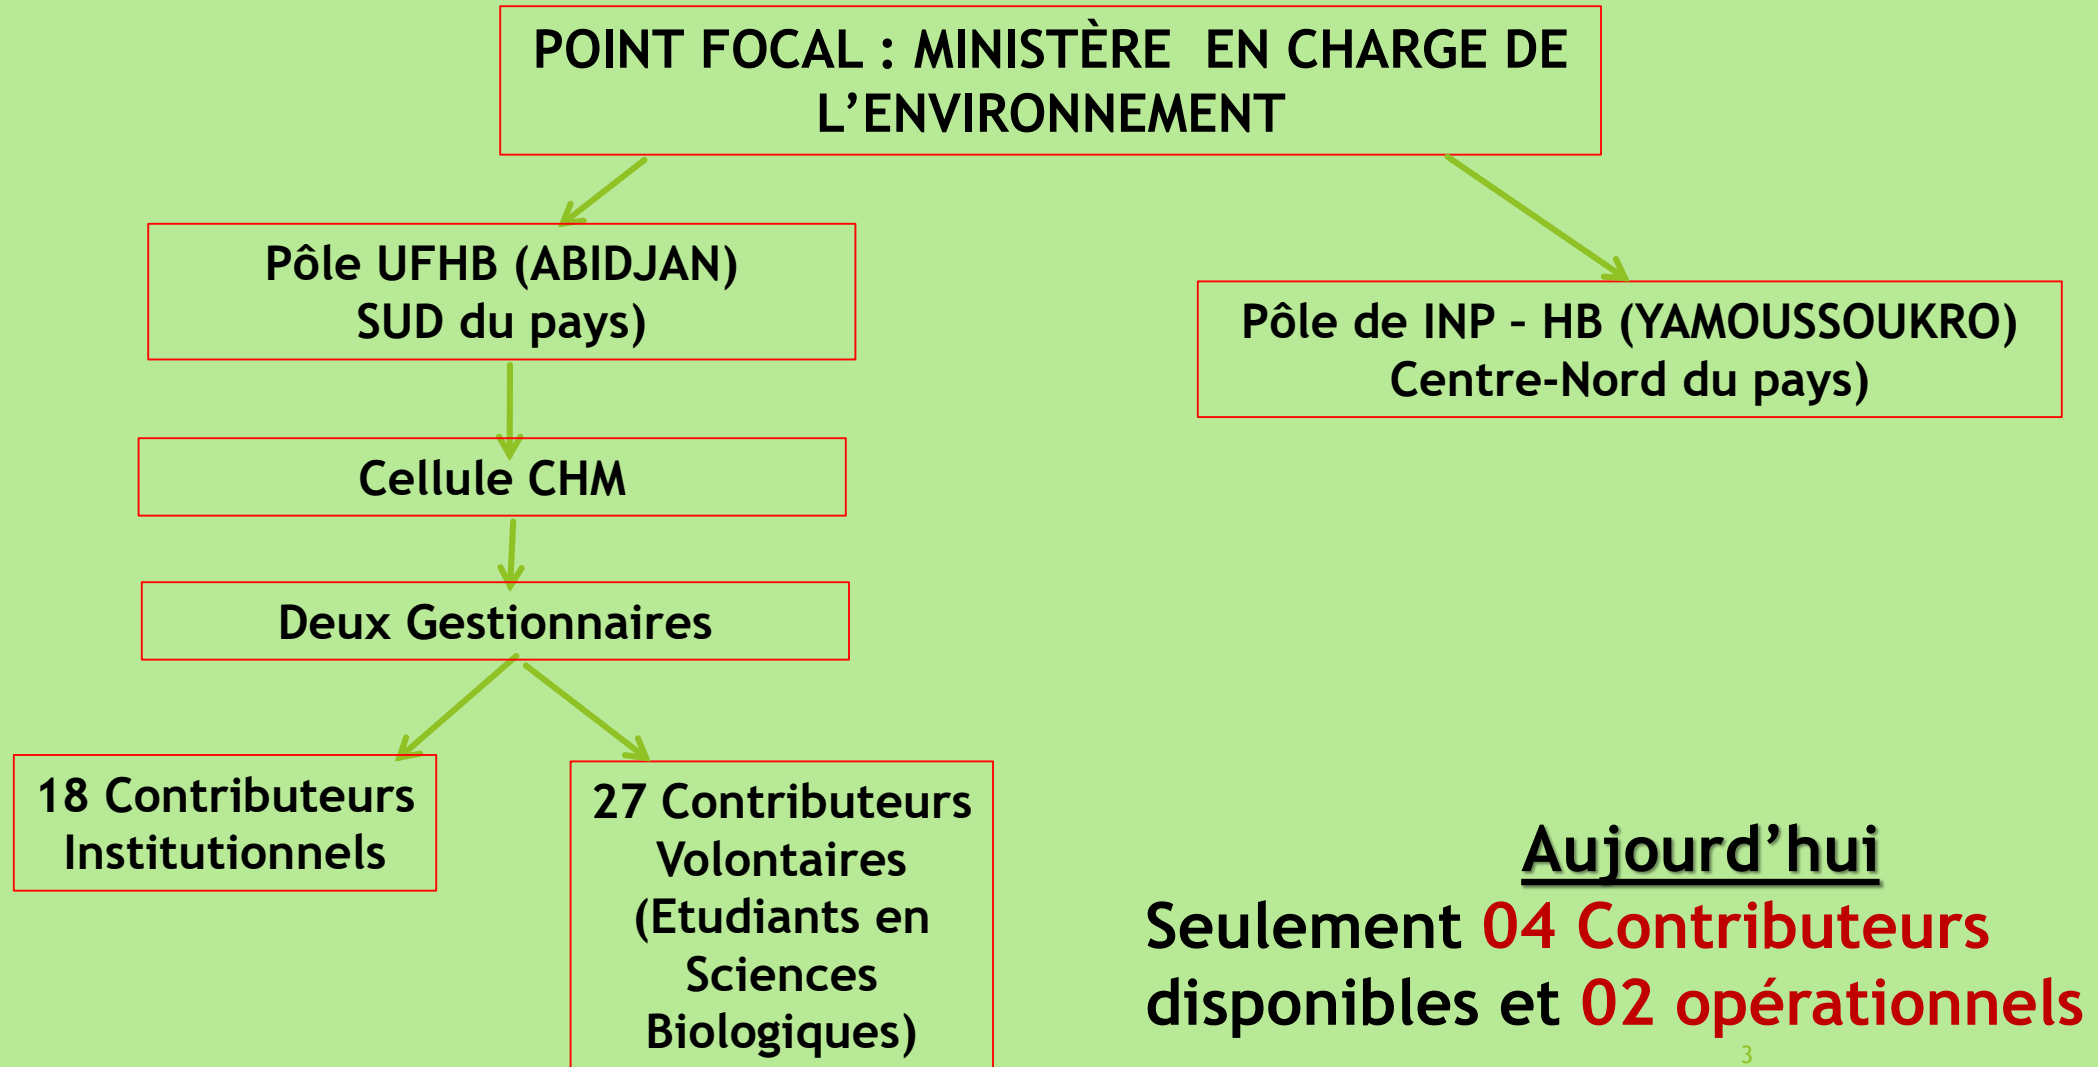 POINT FOCAL : MINISTÈRE  EN CHARGE DE
L’ENVIRONNEMENT
Pôle UFHB (ABIDJAN)
SUD du pays)
Pôle de INP – HB (YAMOUSSOUKRO)
Centre-Nord du pays)
Cellule CHM
Deux Gestionnaires
18 Contributeurs
Institutionnels
27 Contributeurs
Volontaires
(Etudiants en
Sciences
Biologiques)
Aujourd’hui
Seulement 04 Contributeurs
disponibles et 02 opérationnels
3